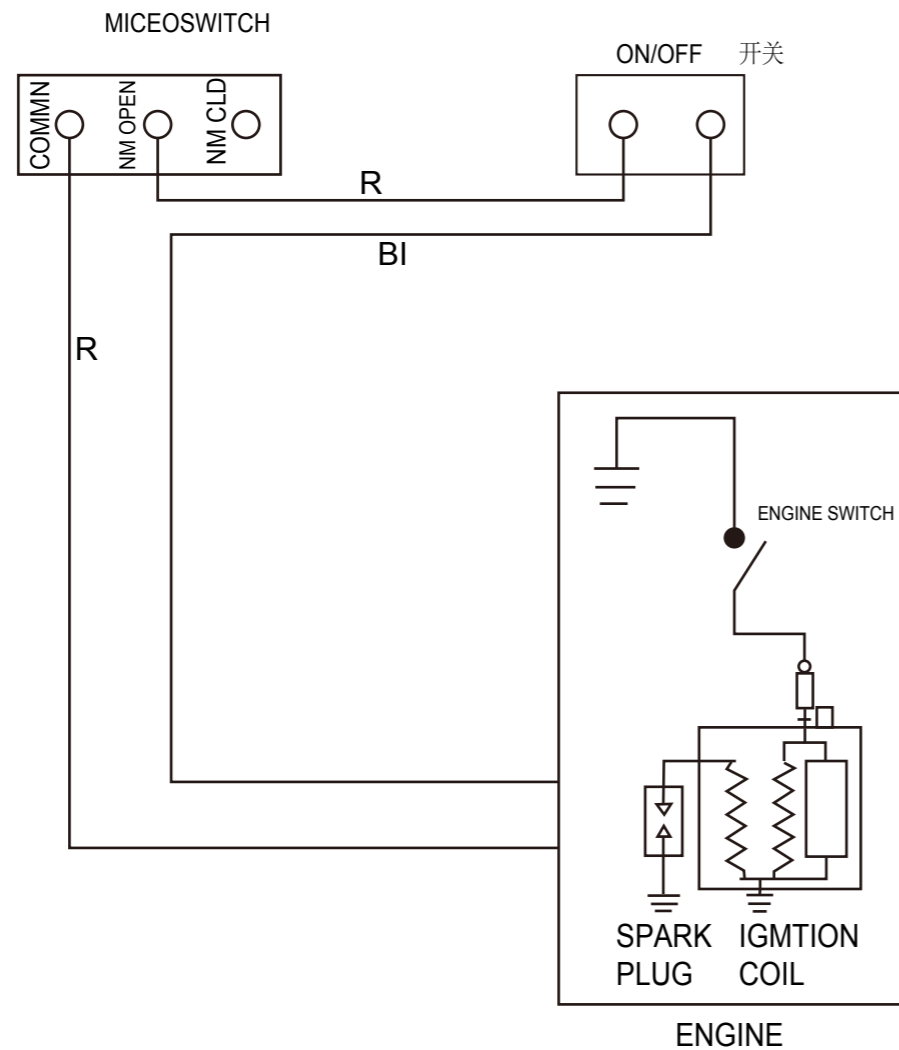 MICEOSWITCH
ON/OFF 开关
COMMN
NM OPEN
NM CLD
R
BI
R
ENGINE SWITCH
SPARK
PLUG
IGMTION
COIL
ENGINE